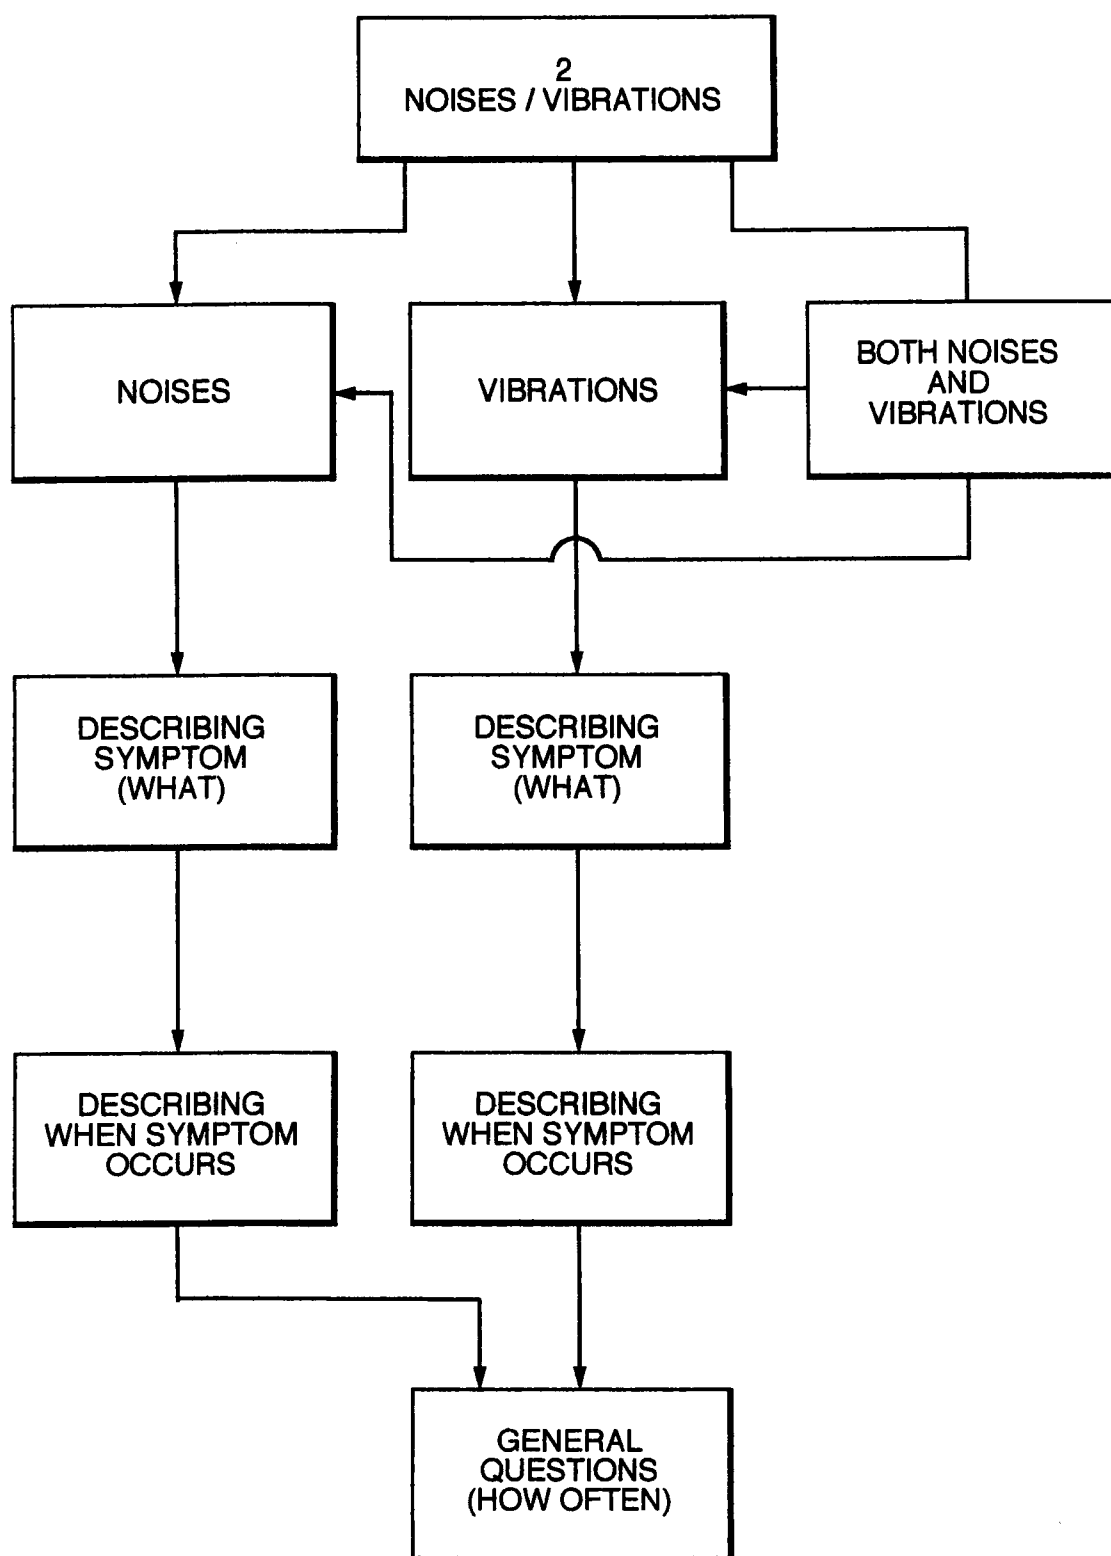 2
NOISES / VIBRATIONS
NOISES
VIBRATIONS
BOTH NOISES
AND
VIBRATIONS
DESCRIBING
SYMPTOM
(WHAT)
DESCRIBING
SYMPTOM
(WHAT)
DESCRIBING
WHEN SYMPTOM
OCCURS
DESCRIBING
WHEN SYMPTOM
OCCURS
GENERAL
QUESTIONS
(HOW OFTEN)